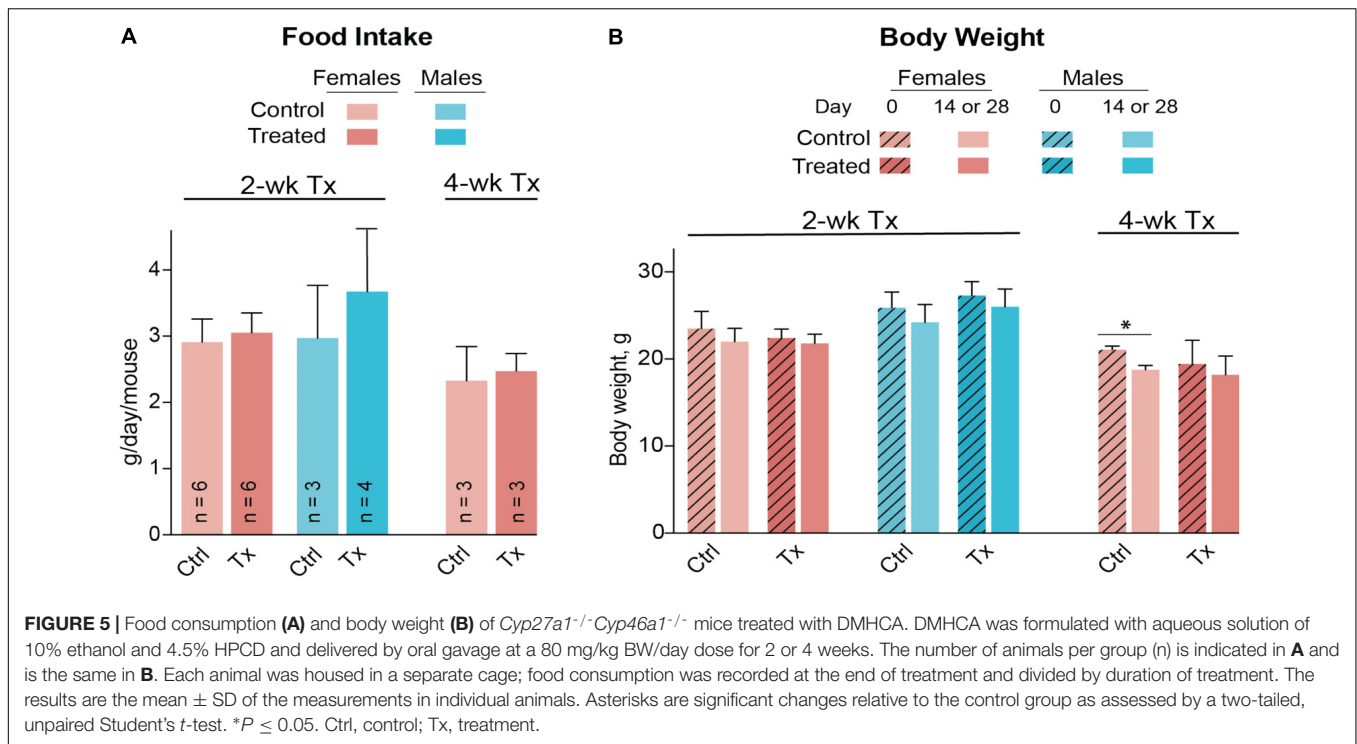 A
Food Intake
Females Males
Control
Treated
2-wk Tx
4-wk Tx
g/day/mouse
4
3
2
1
0
n = 6
n = 6
n = 3
n = 4
n = 3
n = 3
Ctrl
Tx
Ctrl
Tx
Ctrl
Tx
B
Body Weight
Females Males
Day 0 14 or 28 0 14 or 28
Control
Treated
2-wk Tx
4-wk Tx
Body weight, g
30
20
10
0
*
Ctrl
Tx
Ctrl
Tx
Ctrl
Tx
FIGURE 5 | Food consumption (A) and body weight (B) of Cyp27a1-/-Cyp46a1-/- mice treated with DMHCA. DMHCA was formulated with aqueous solution of
10% ethanol and 4.5% HPCD and delivered by oral gavage at a 80 mg/kg BW/day dose for 2 or 4 weeks. The number of animals per group (n) is indicated in A and
is the same in B. Each animal was housed in a separate cage; food consumption was recorded at the end of treatment and divided by duration of treatment. The
results are the mean ± SD of the measurements in individual animals. Asterisks are significant changes relative to the control group as assessed by a two-tailed,
unpaired Student's t-test. *P ≤ 0.05. Ctrl, control; Tx, treatment.